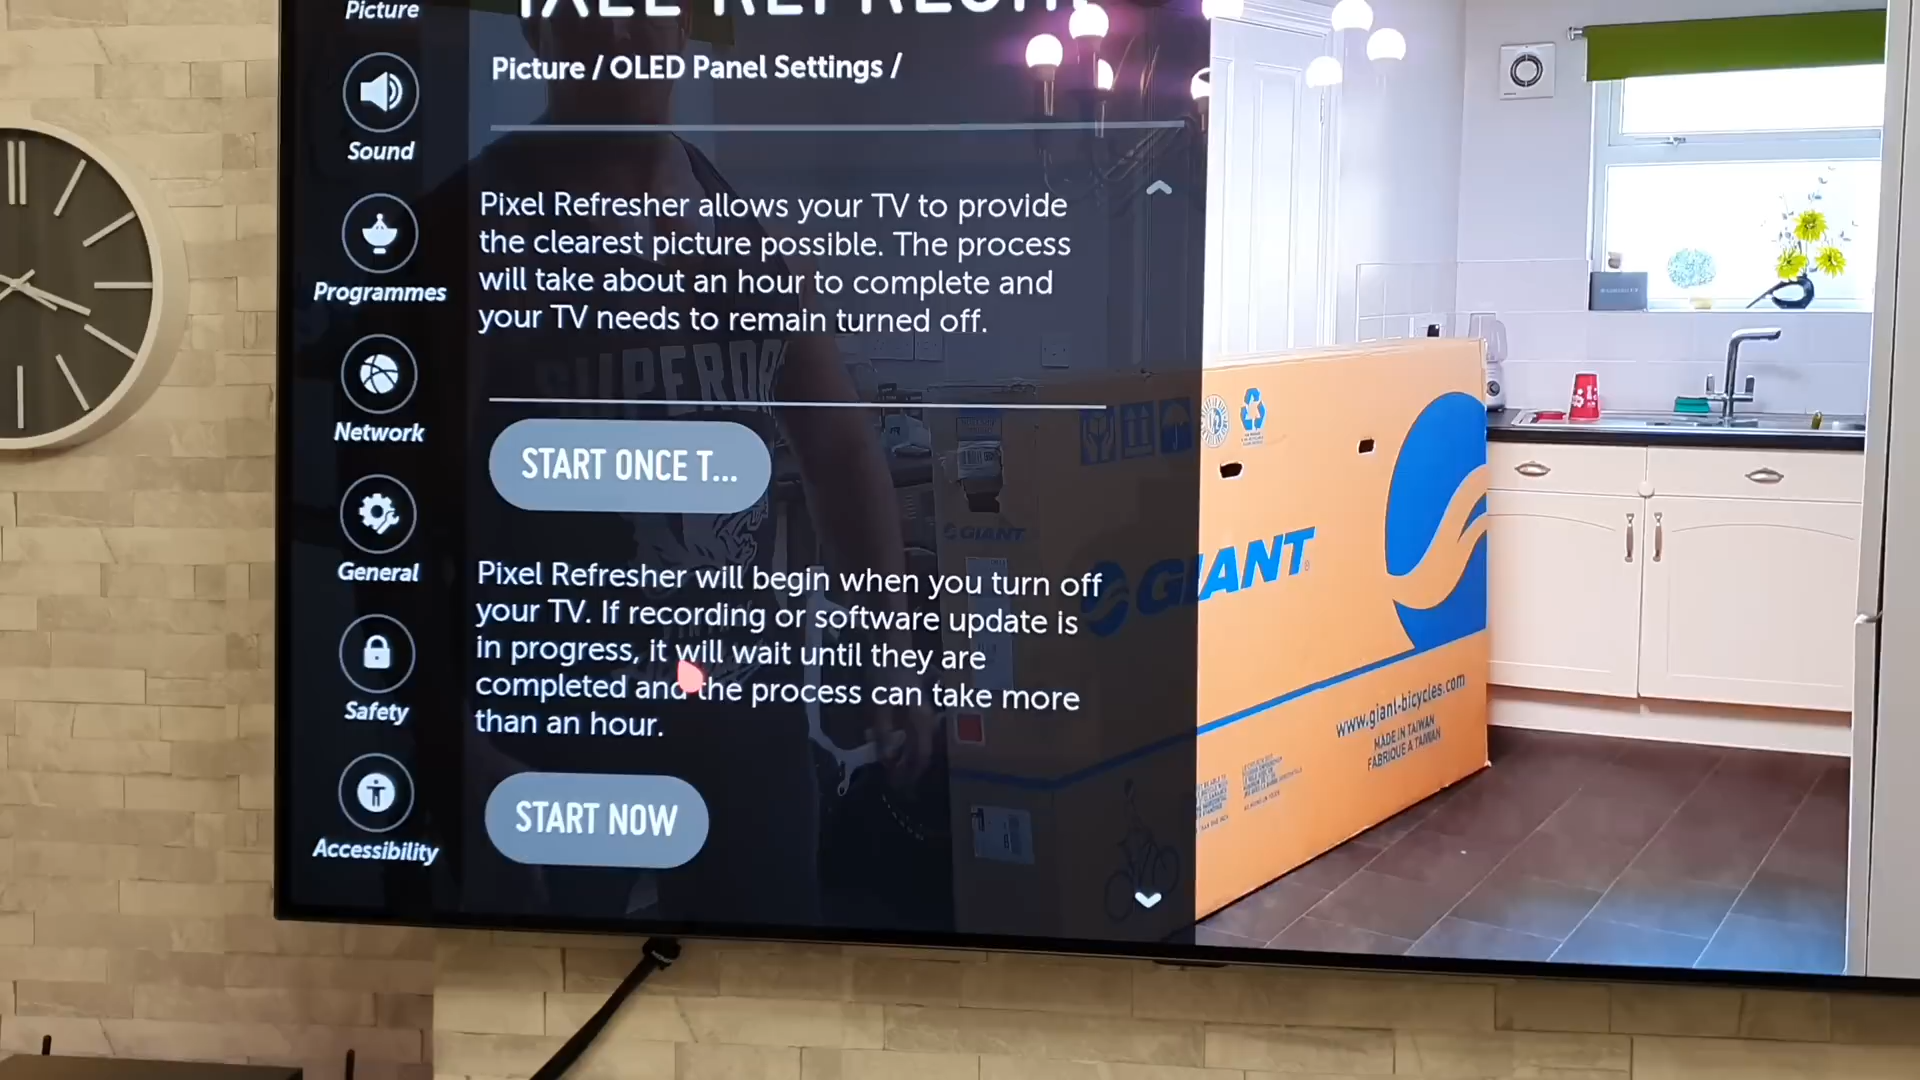 Picture
Sound
Programmes
Network
General
Safety
Accessibility
Picture / OLED Panel Settings /
Pixel Refresher allows your TV to provide
the clearest picture possible. The process
will take about an hour to complete and
your TV needs to remain turned off.
START ONCE T...
Pixel Refresher will begin when you turn off
your TV. If recording or software update is
in progress, it will wait until they are
completed and the process can take more
than an hour.
START NOW
GIANT
GIANT
www.giant-bicycles.com
MADE IN TAIWAN
FABRIQUE A TAIWAN